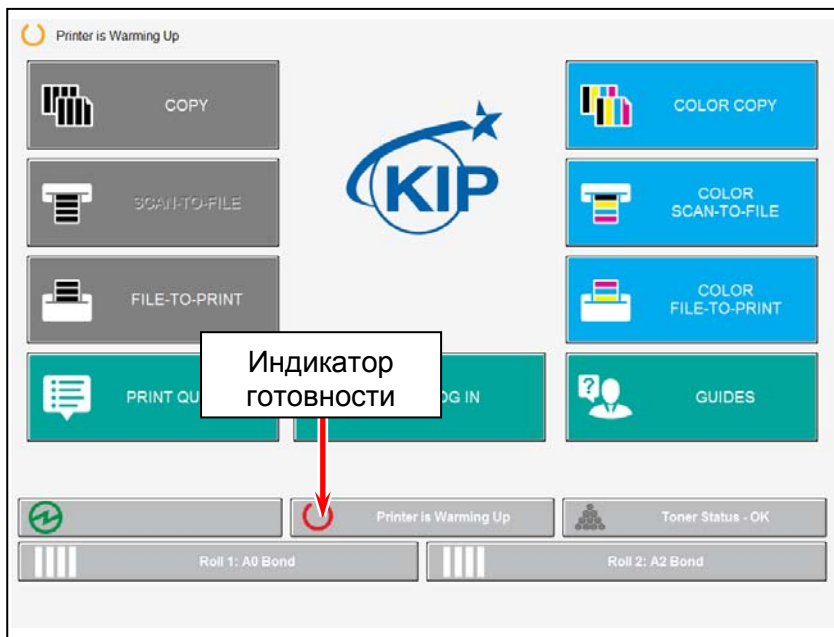 Printer is Warming Up
COPY
COLOR COPY
KIP
SCAN-TO-FILE
COLOR
SCAN-TO-FILE
FILE-TO-PRINT
COLOR
FILE-TO-PRINT
Индикатор
готовности
PRINT QU
OG IN
GUIDES
Printer is Warming Up
Toner Status - OK
Roll 1: A0 Bond
Roll 2: A2 Bond